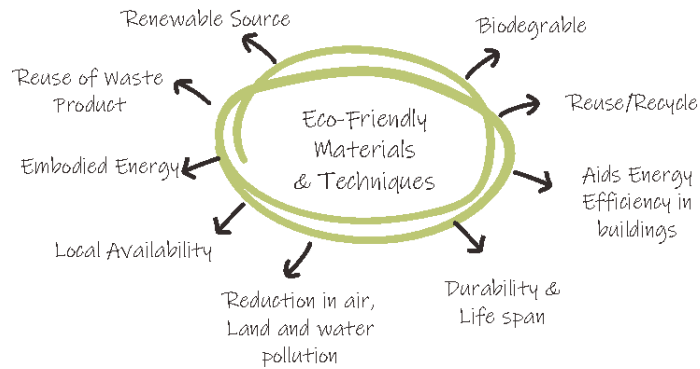 Renewable Source
Biodegrable
Reuse of Waste
Product
Reuse/Recycle
Eco-Friendly
Materials
& Techniques
Embodied Energy
Aids Energy
Efficiency in
buildings
Local Availability
Durability &
Life span
Reduction in air,
Land and water
pollution